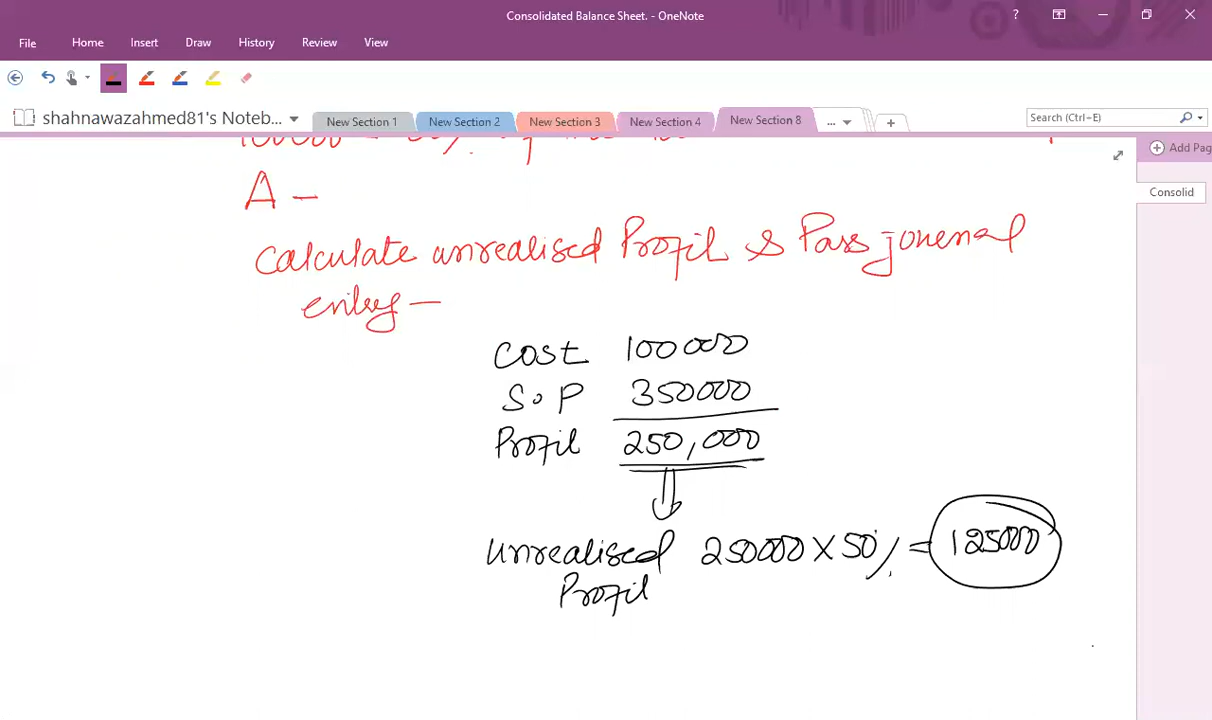 Consolidated Balance Sheet. - OneNote
?
File Home Insert Draw History Review View
shahnawazahmed81's Noteb... New Section 1 New Section 2 New Section 3 New Section 4 New Section 8 ... + Search (Ctrl+E)
+ Add Pag
Consolid
A -
Calculate unrealised Profit & Pass journal
entry -
Cost 100000
S.P 350000
Profit 250,000
Unrealised 250000 X 50% = 125000
Profit